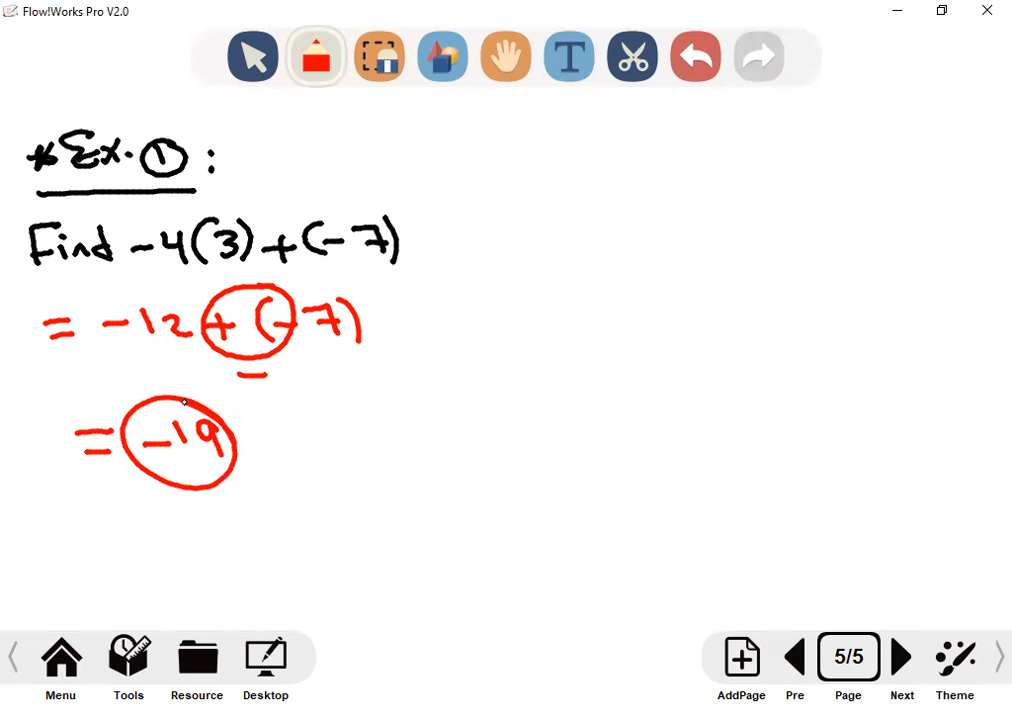 Flow!Works Pro V2.0
T
*Ex. ① :
Find -4(3) + (-7)
= -12 + (-7)
= -19
Menu Tools Resource Desktop
5/5
AddPage Pre Page Next Theme